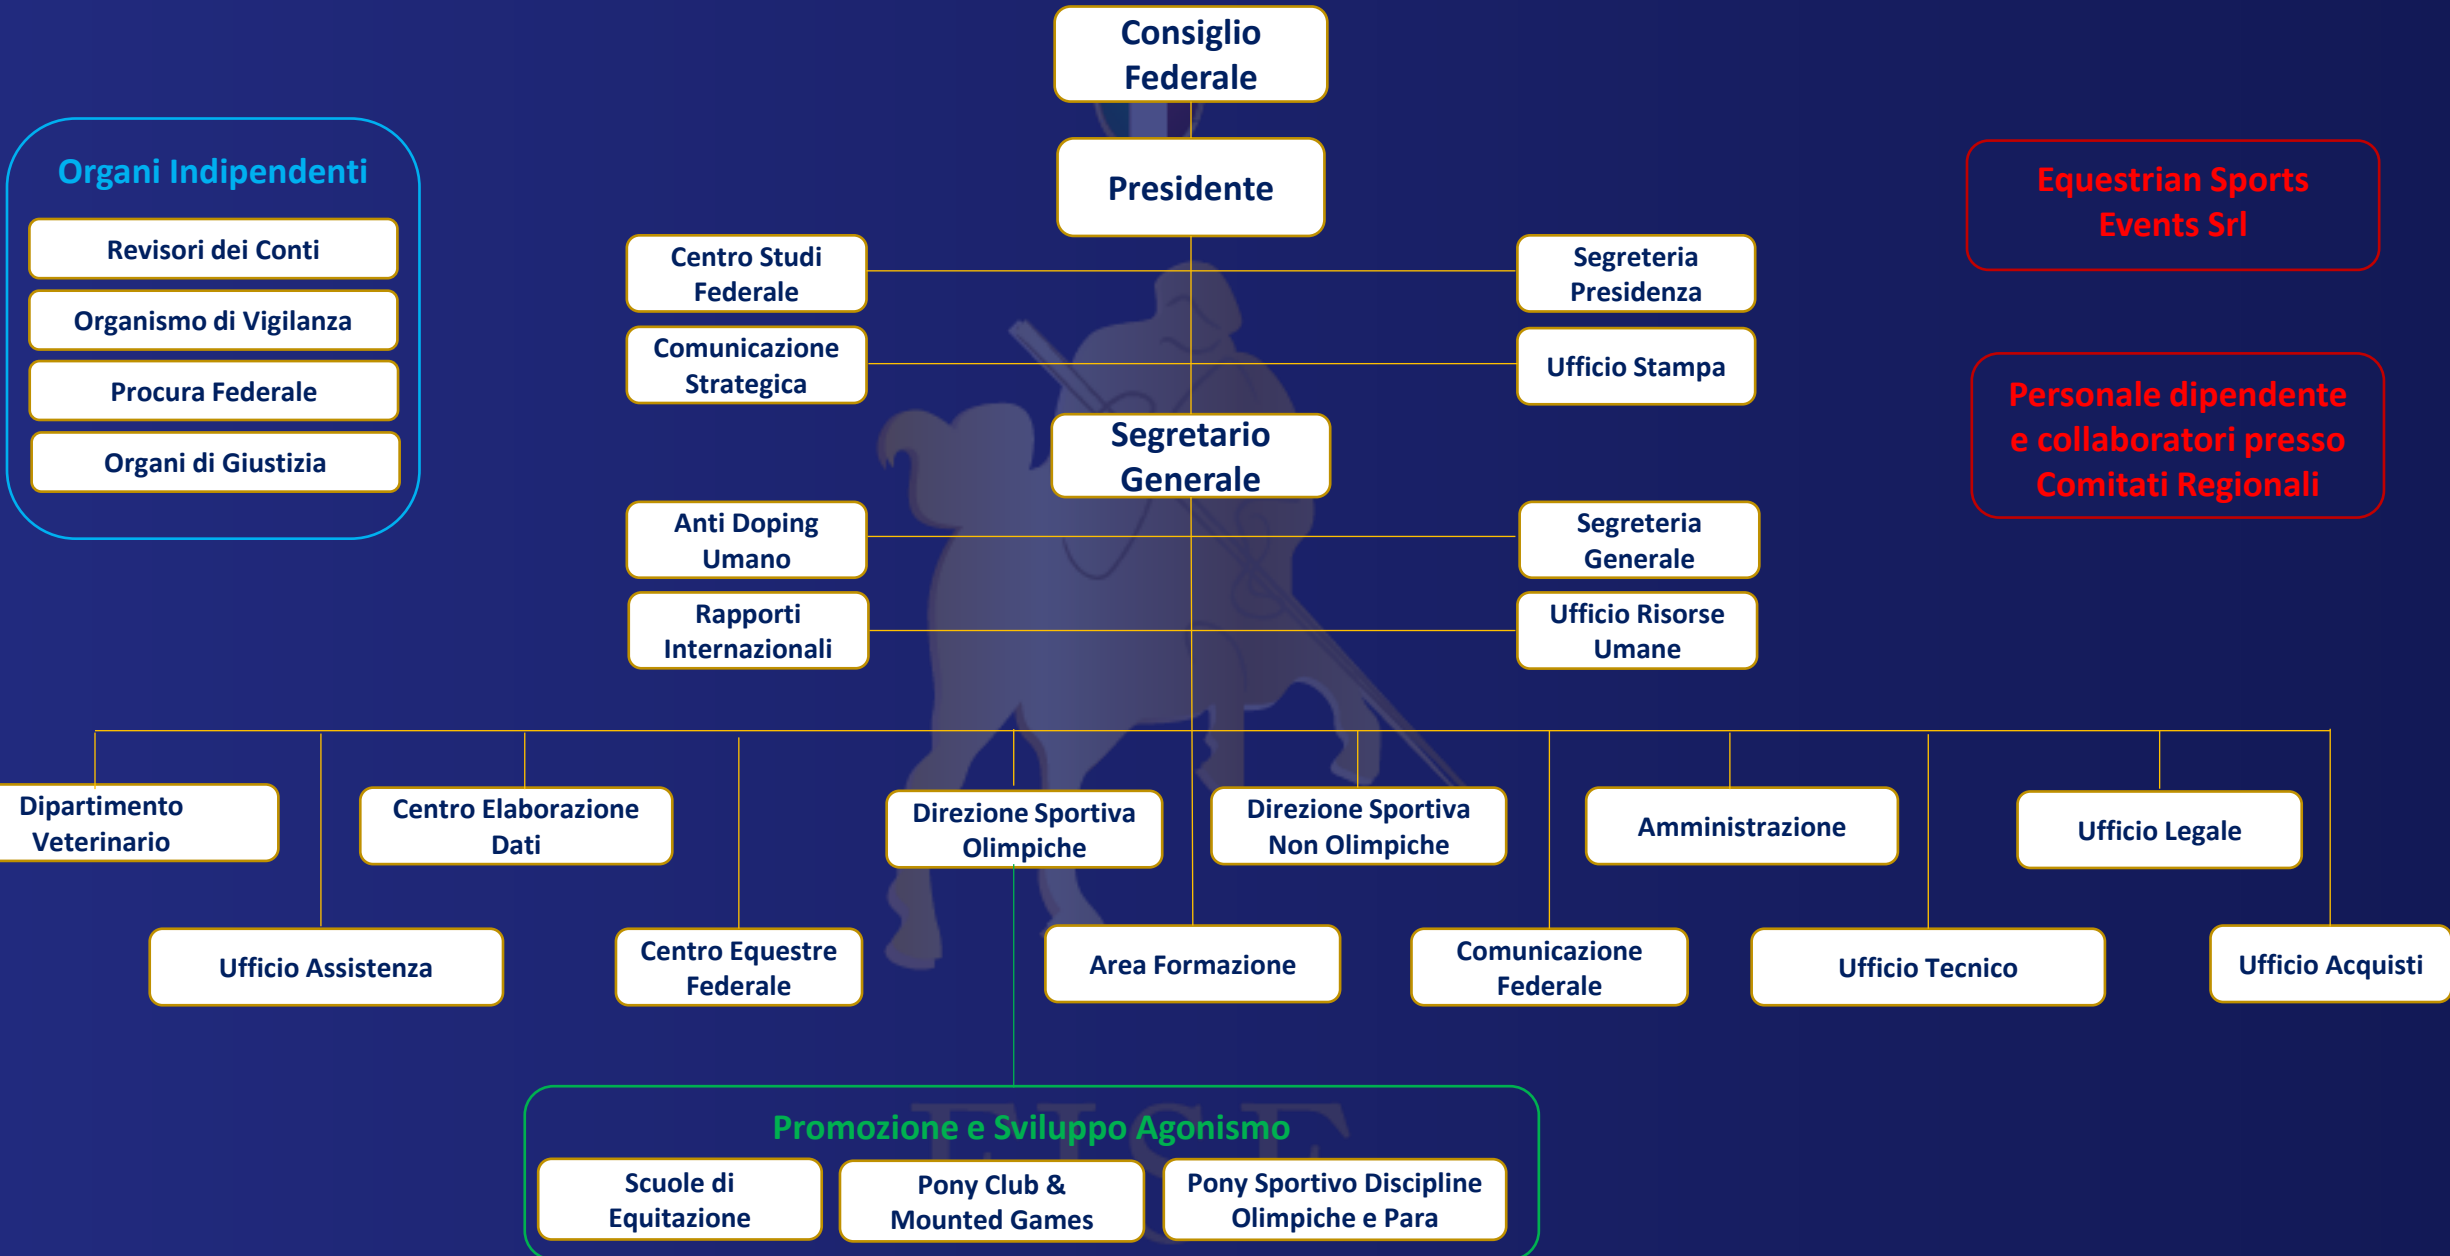 Consiglio
Federale
Presidente
Organi Indipendenti
Revisori dei Conti
Organismo di Vigilanza
Procura Federale
Organi di Giustizia
Equestrian Sports
Events Srl
Personale dipendente
e collaboratori presso
Comitati Regionali
Centro Studi
Federale
Segreteria
Presidenza
Comunicazione
Strategica
Ufficio Stampa
Segretario
Generale
Anti Doping
Umano
Segreteria
Generale
Rapporti
Internazionali
Ufficio Risorse
Umane
Dipartimento
Veterinario
Centro Elaborazione
Dati
Direzione Sportiva
Olimpiche
Direzione Sportiva
Non Olimpiche
Amministrazione
Ufficio Legale
Ufficio Assistenza
Centro Equestre
Federale
Area Formazione
Comunicazione
Federale
Ufficio Tecnico
Ufficio Acquisti
Promozione e Sviluppo Agonismo
Scuole di
Equitazione
Pony Club &
Mounted Games
Pony Sportivo Discipline
Olimpiche e Para
FISE